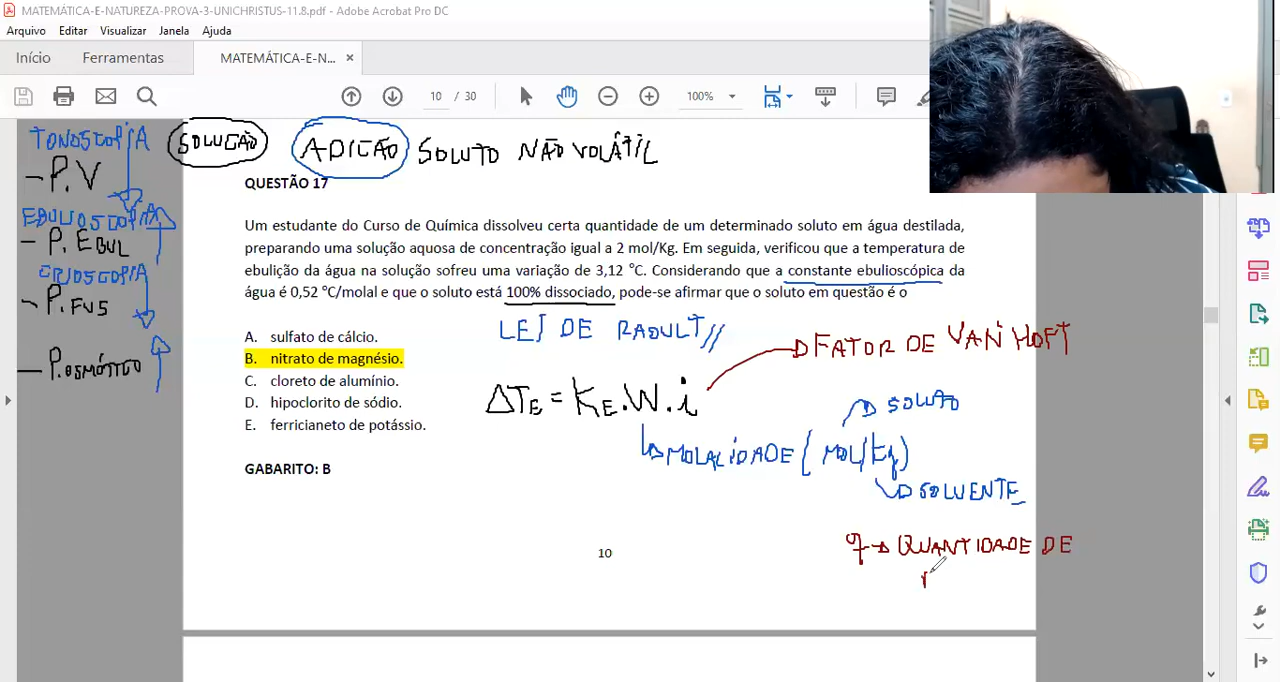 MATEMÁTICA-E-NATUREZA-PROVA-3-UNICHRISTUS-11.8.pdf - Adobe Acrobat Pro DC
Arquivo Editar Visualizar Janela Ajuda
Início Ferramentas MATEMÁTICA-E-N... ×
10 / 30 100%
TONOSCOPIA
- P.V
EBULIOSCOPIA
- P. EBUL
CRIOSCOPIA
- P. FUS
- P. OSMÓTICO
SOLUÇÃO ADIÇÃO SOLUTO NÃO VOLÁTIL
QUESTÃO 17
Um estudante do Curso de Química dissolveu certa quantidade de um determinado soluto em água destilada,
preparando uma solução aquosa de concentração igual a 2 mol/Kg. Em seguida, verificou que a temperatura de
ebulição da água na solução sofreu uma variação de 3,12 °C. Considerando que a constante ebulioscópica da
água é 0,52 °C/molal e que o soluto está 100% dissociado, pode-se afirmar que o soluto em questão é o
A. sulfato de cálcio.
B. nitrato de magnésio.
C. cloreto de alumínio.
D. hipoclorito de sódio.
E. ferricianeto de potássio.
GABARITO: B
LEI DE RAOULT //
FATOR DE VAN'HOFT
ΔTE = KE.W.i
SOLUTO
MOLALIDADE (MOL/Kg)
SOLVENTE
q → QUANTIDADE DE
10